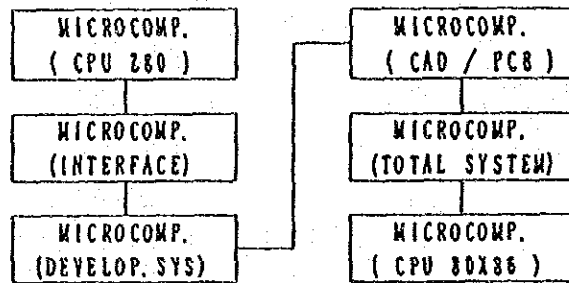 MICROCOMP.
( CPU Z80 )
MICROCOMP.
(INTERFACE)
MICROCOMP.
(DEVELOP. SYS)
MICROCOMP.
( CAD / PCB )
MICROCOMP.
(TOTAL SYSTEM)
MICROCOMP.
( CPU 80X86 )